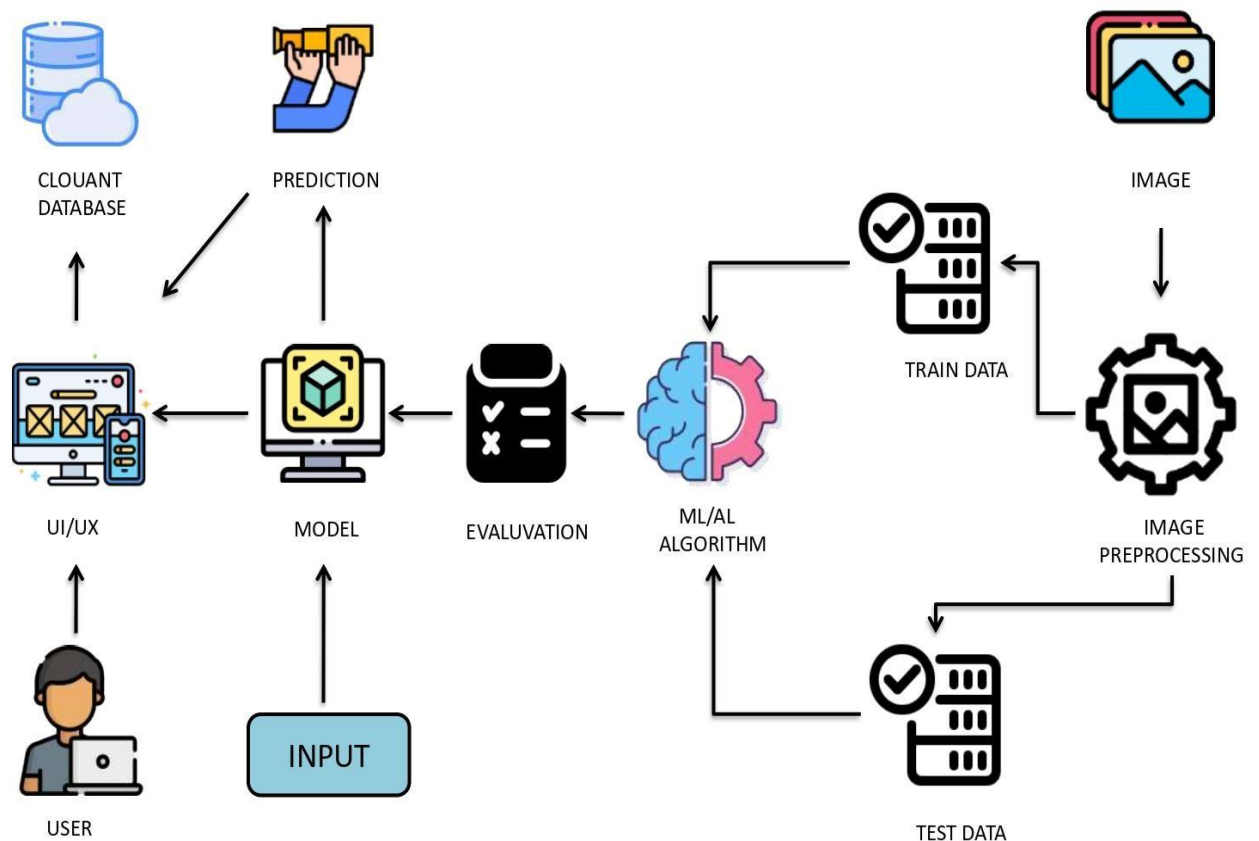 CLOUANT
DATABASE
PREDICTION
IMAGE
TRAIN DATA
UI/UX
MODEL
EVALUVATION
ML/AL
ALGORITHM
IMAGE
PREPROCESSING
INPUT
USER
TEST DATA